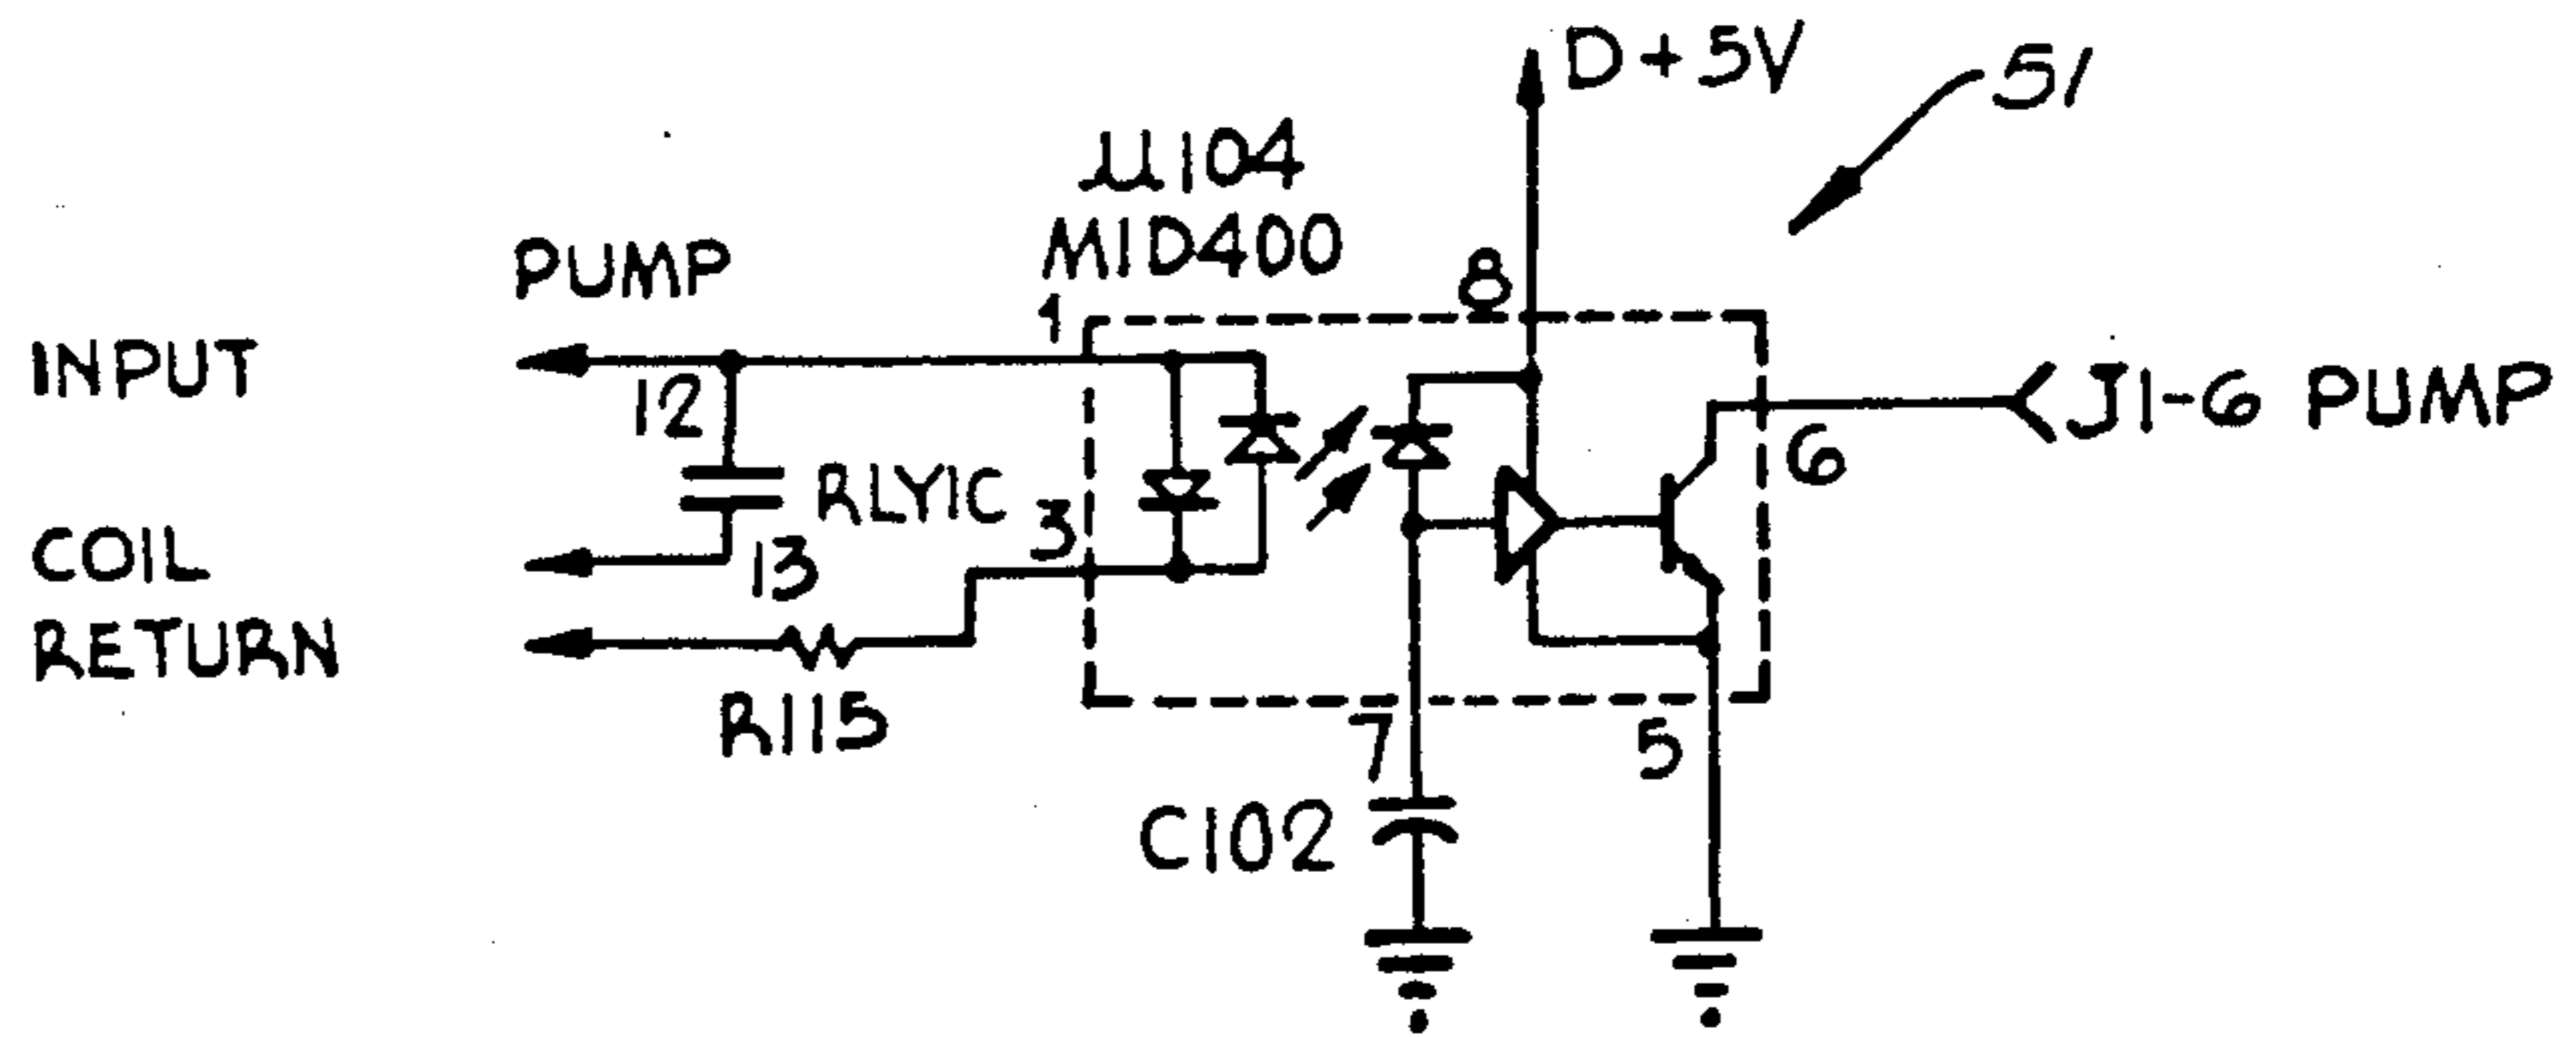 D+5V
51
µ104
MID400
PUMP
1
8
INPUT
12
J1-6 PUMP
6
RLY1C
3
COIL
13
RETURN
R115
7
5
C102